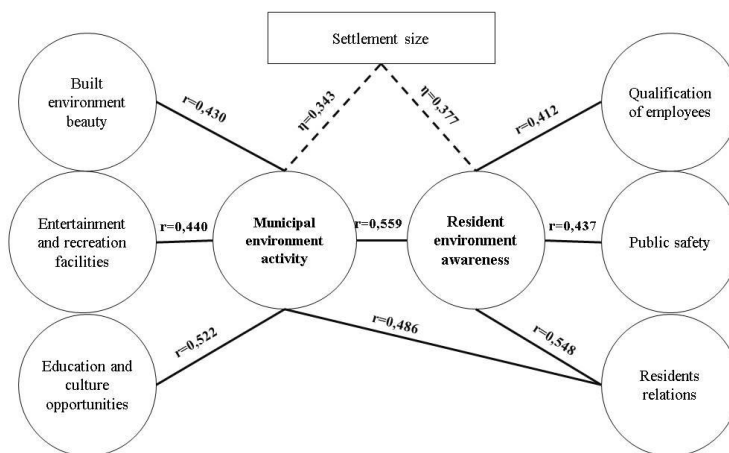 Settlement size
Built
environment
beauty
r=0,430
η=0,343
η=0,377
r=0,412
Qualification
of employees
Entertainment
and recreation
facilities
r=0,440
Municipal
environment
activity
r=0,559
Resident
environment
awareness
r=0,437
Public safety
Education and
culture
opportunities
r=0,522
r=0,486
r=0,548
Residents
relations